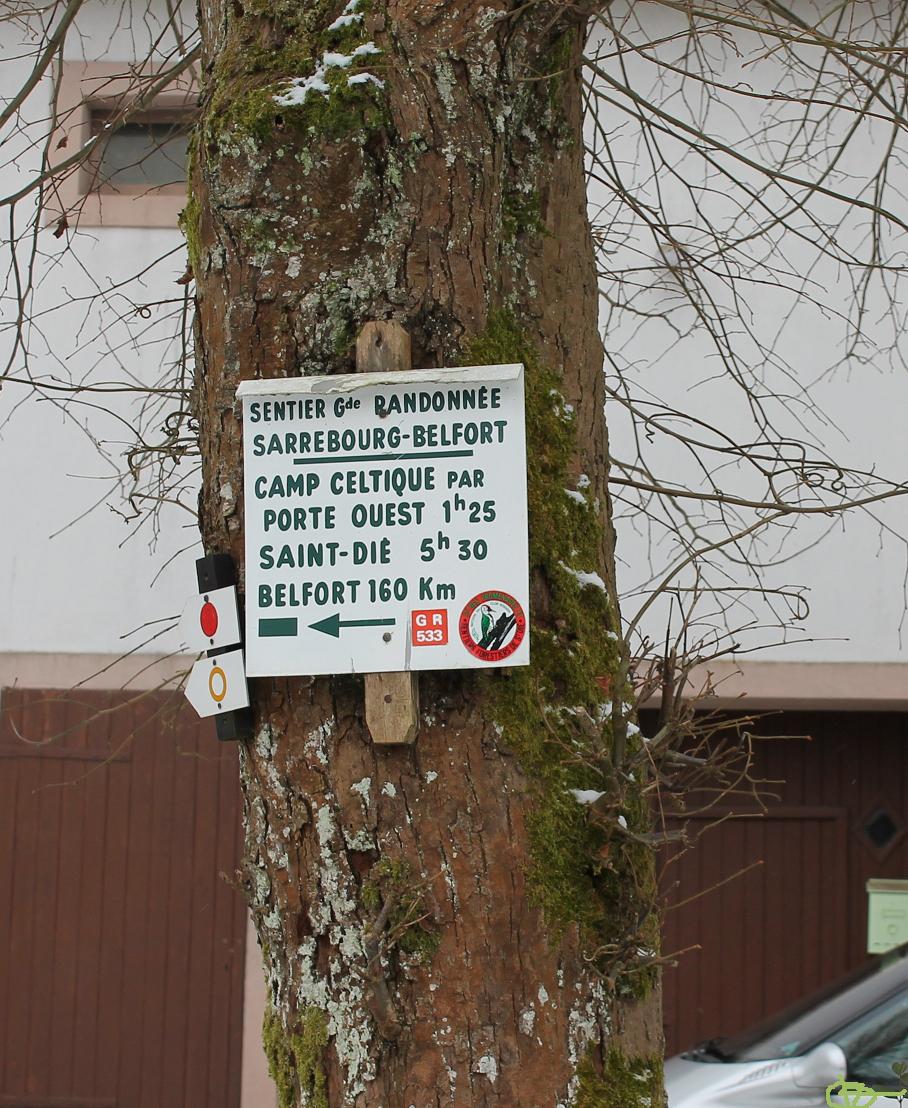 SENTIER Gde RANDONNÉE
SARREBOURG-BELFORT
CAMP CELTIQUE PAR
PORTE OUEST 1h25
SAINT-DIÉ 5h30
BELFORT 160 Km
GR
533